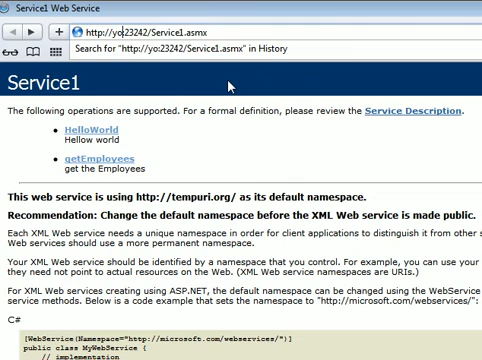 Service1 Web Service
http://yo:23242/Service1.asmx
Search for "http://yo:23242/Service1.asmx" in History
Service1
The following operations are supported. For a formal definition, please review the Service Description.
HelloWorld
Hellow world
getEmployees
get the Employees
This web service is using http://tempuri.org/ as its default namespace.
Recommendation: Change the default namespace before the XML Web service is made public.
Each XML Web service needs a unique namespace in order for client applications to distinguish it from other s
Web services should use a more permanent namespace.
Your XML Web service should be identified by a namespace that you control. For example, you can use your
they need not point to actual resources on the Web. (XML Web service namespaces are URIs.)
For XML Web services creating using ASP.NET, the default namespace can be changed using the WebService
service methods. Below is a code example that sets the namespace to "http://microsoft.com/webservices/":
C#
[WebService(Namespace="http://microsoft.com/webservices/")]
public class MyWebService {
// implementation